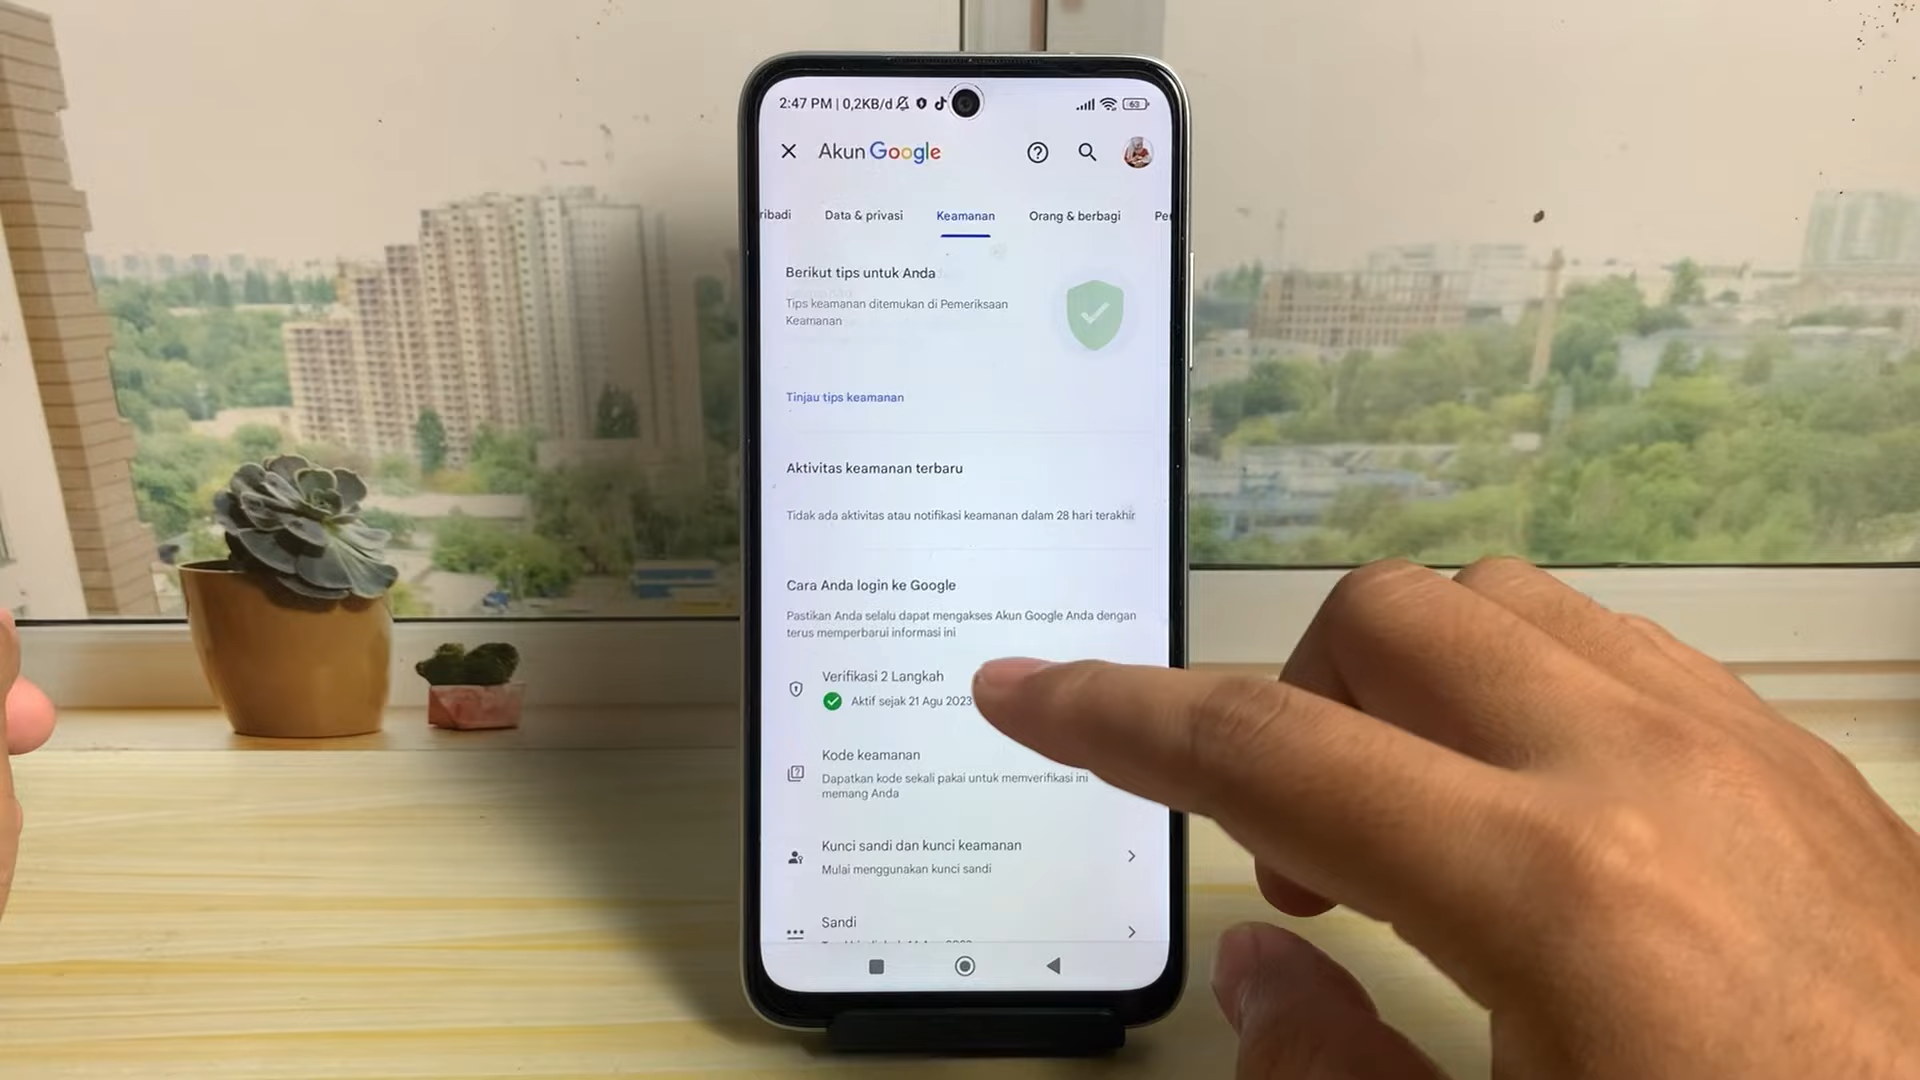 2:47 PM | 0,2KB/d
63
Akun Google
ribadi Data & privasi Keamanan Orang & berbagi Pe
Berikut tips untuk Anda
Tips keamanan ditemukan di Pemeriksaan
Keamanan
Tinjau tips keamanan
Aktivitas keamanan terbaru
Tidak ada aktivitas atau notifikasi keamanan dalam 28 hari terakhir
Cara Anda login ke Google
Pastikan Anda selalu dapat mengakses Akun Google Anda dengan
terus memperbarui informasi ini
Verifikasi 2 Langkah
Aktif sejak 21 Agu 2023
Kode keamanan
Dapatkan kode sekali pakai untuk memverifikasi ini
memang Anda
Kunci sandi dan kunci keamanan
Mulai menggunakan kunci sandi
Sandi